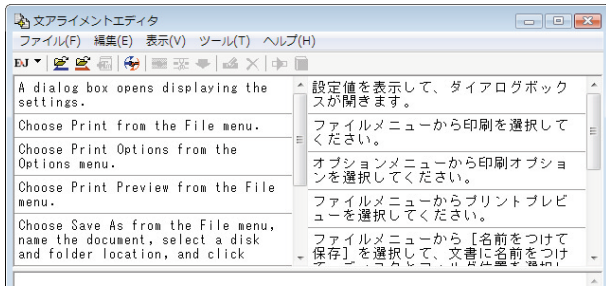 文アライメントエディタ
ファイル(F) 編集(E) 表示(V) ツール(T) ヘルプ(H)
EJ
A dialog box opens displaying the
settings.
Choose Print from the File menu.
Choose Print Options from the
Options menu.
Choose Print Preview from the File
menu.
Choose Save As from the File menu,
name the document, select a disk
and folder location, and click
設定値を表示して、ダイアログボック
スが開きます。
ファイルメニューから印刷を選択して
ください。
オプションメニューから印刷オプショ
ンを選択してください。
ファイルメニューからプリントプレビ
ューを選択してください。
ファイルメニューから［名前をつけて
保存］を選択して、文書に名前をつけ